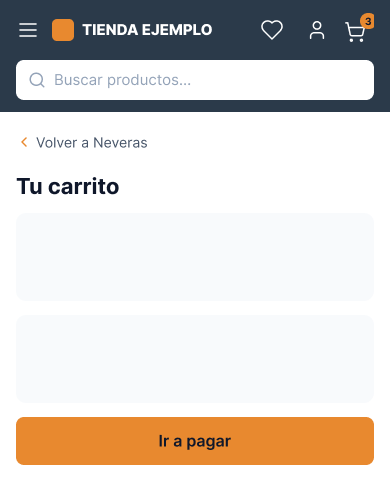 TIENDA EJEMPLO
3
Buscar productos...
Volver a Neveras
Tu carrito
Ir a pagar